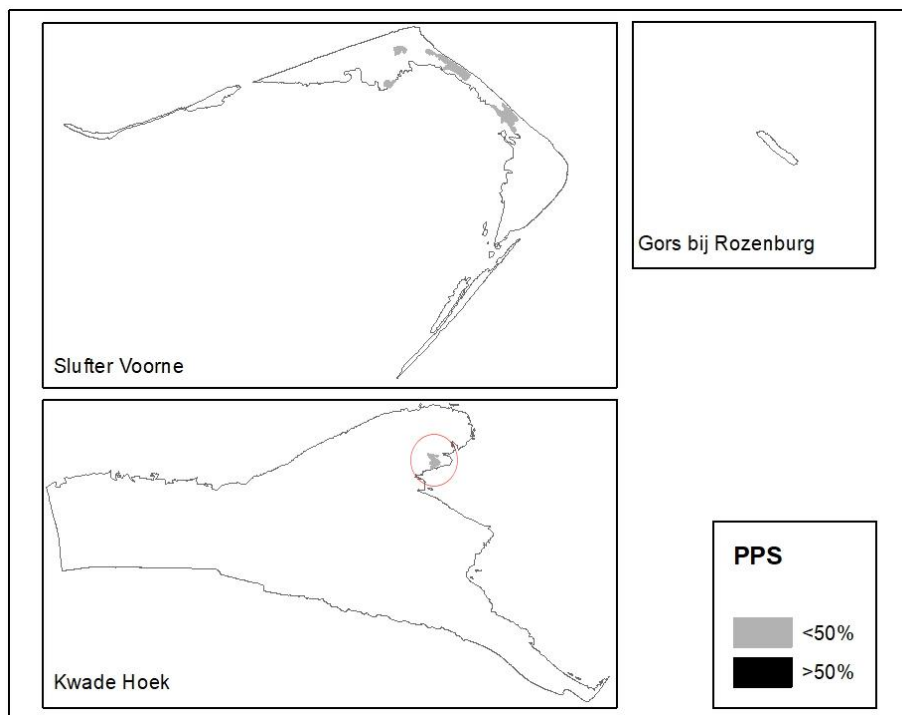 Slufter Voorne
Gors bij Rozenburg
Kwade Hoek
PPS
<50%
>50%